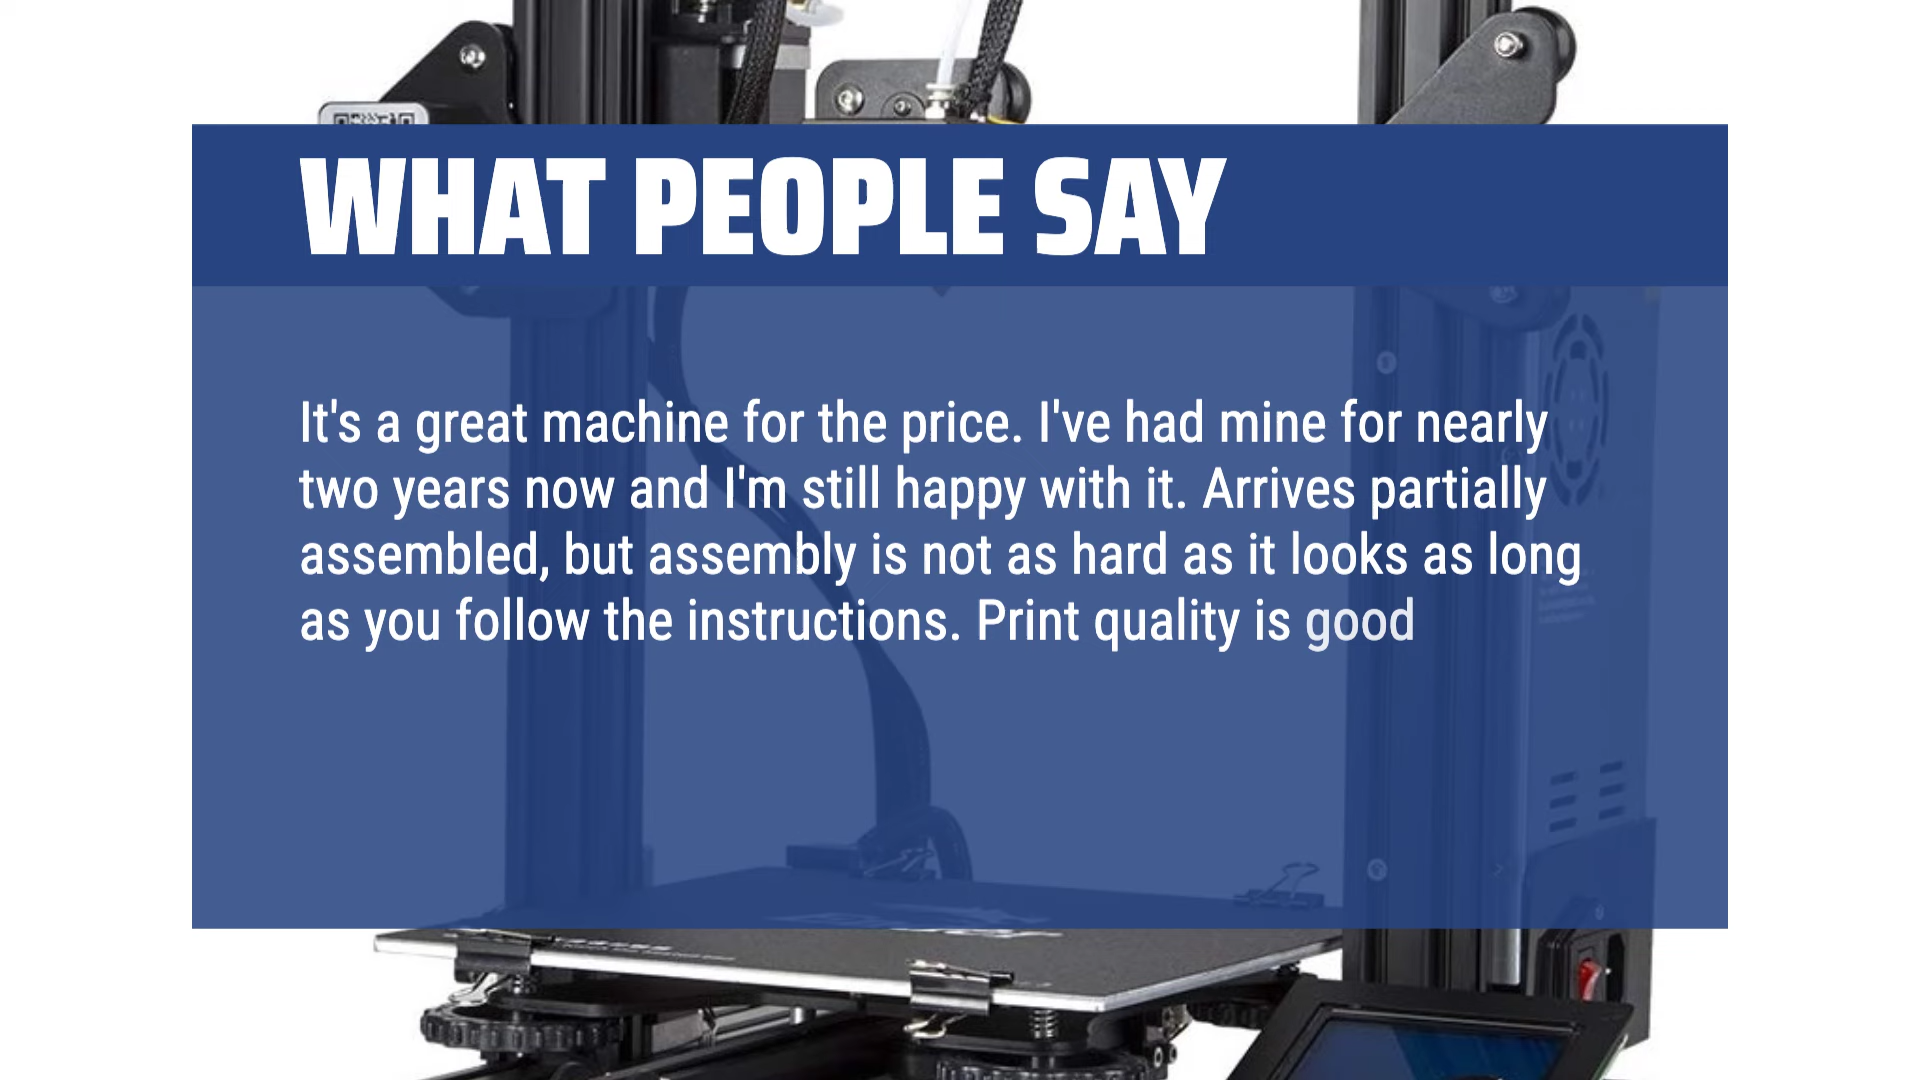 WHAT PEOPLE SAY
It's a great machine for the price. I've had mine for nearly
two years now and I'm still happy with it. Arrives partially
assembled, but assembly is not as hard as it looks as long
as you follow the instructions. Print quality is good